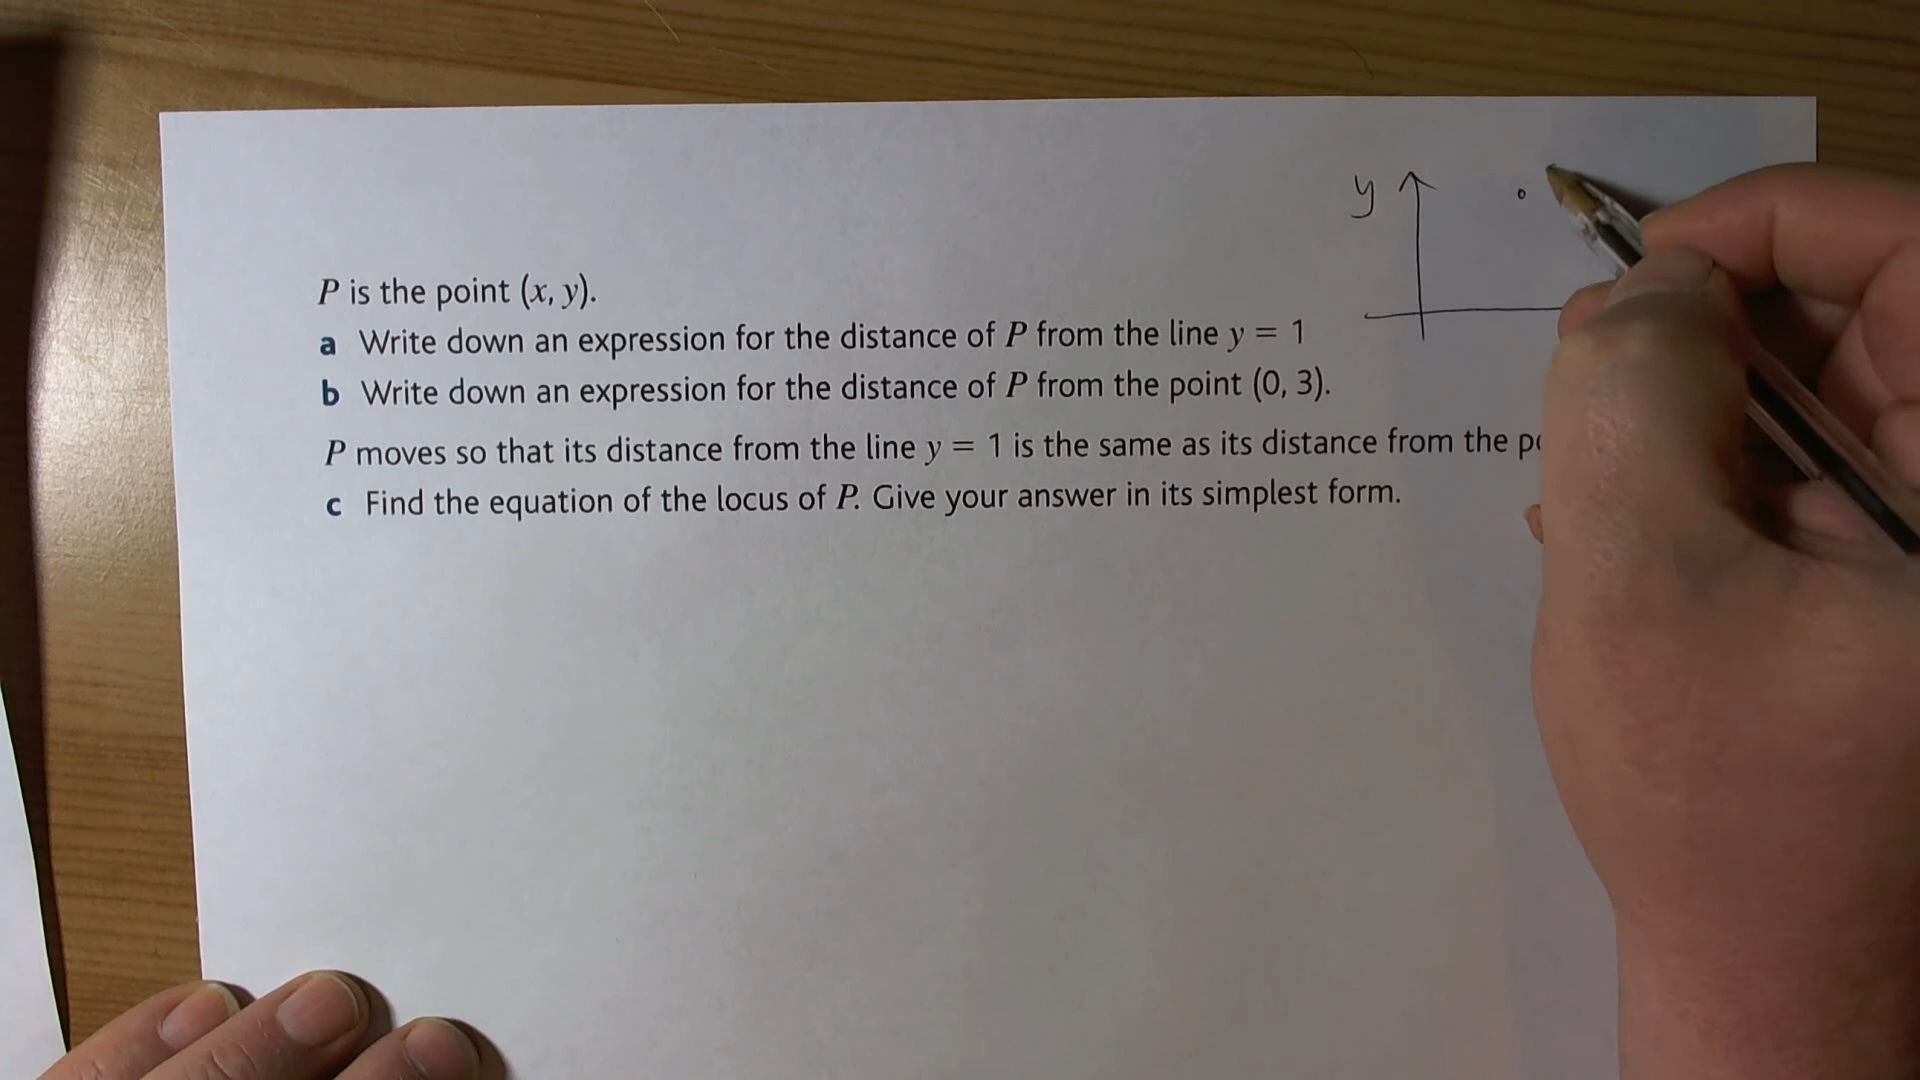 y
P is the point (x, y).
a Write down an expression for the distance of P from the line y = 1
b Write down an expression for the distance of P from the point (0, 3).
P moves so that its distance from the line y = 1 is the same as its distance from the
c Find the equation of the locus of P. Give your answer in its simplest form.